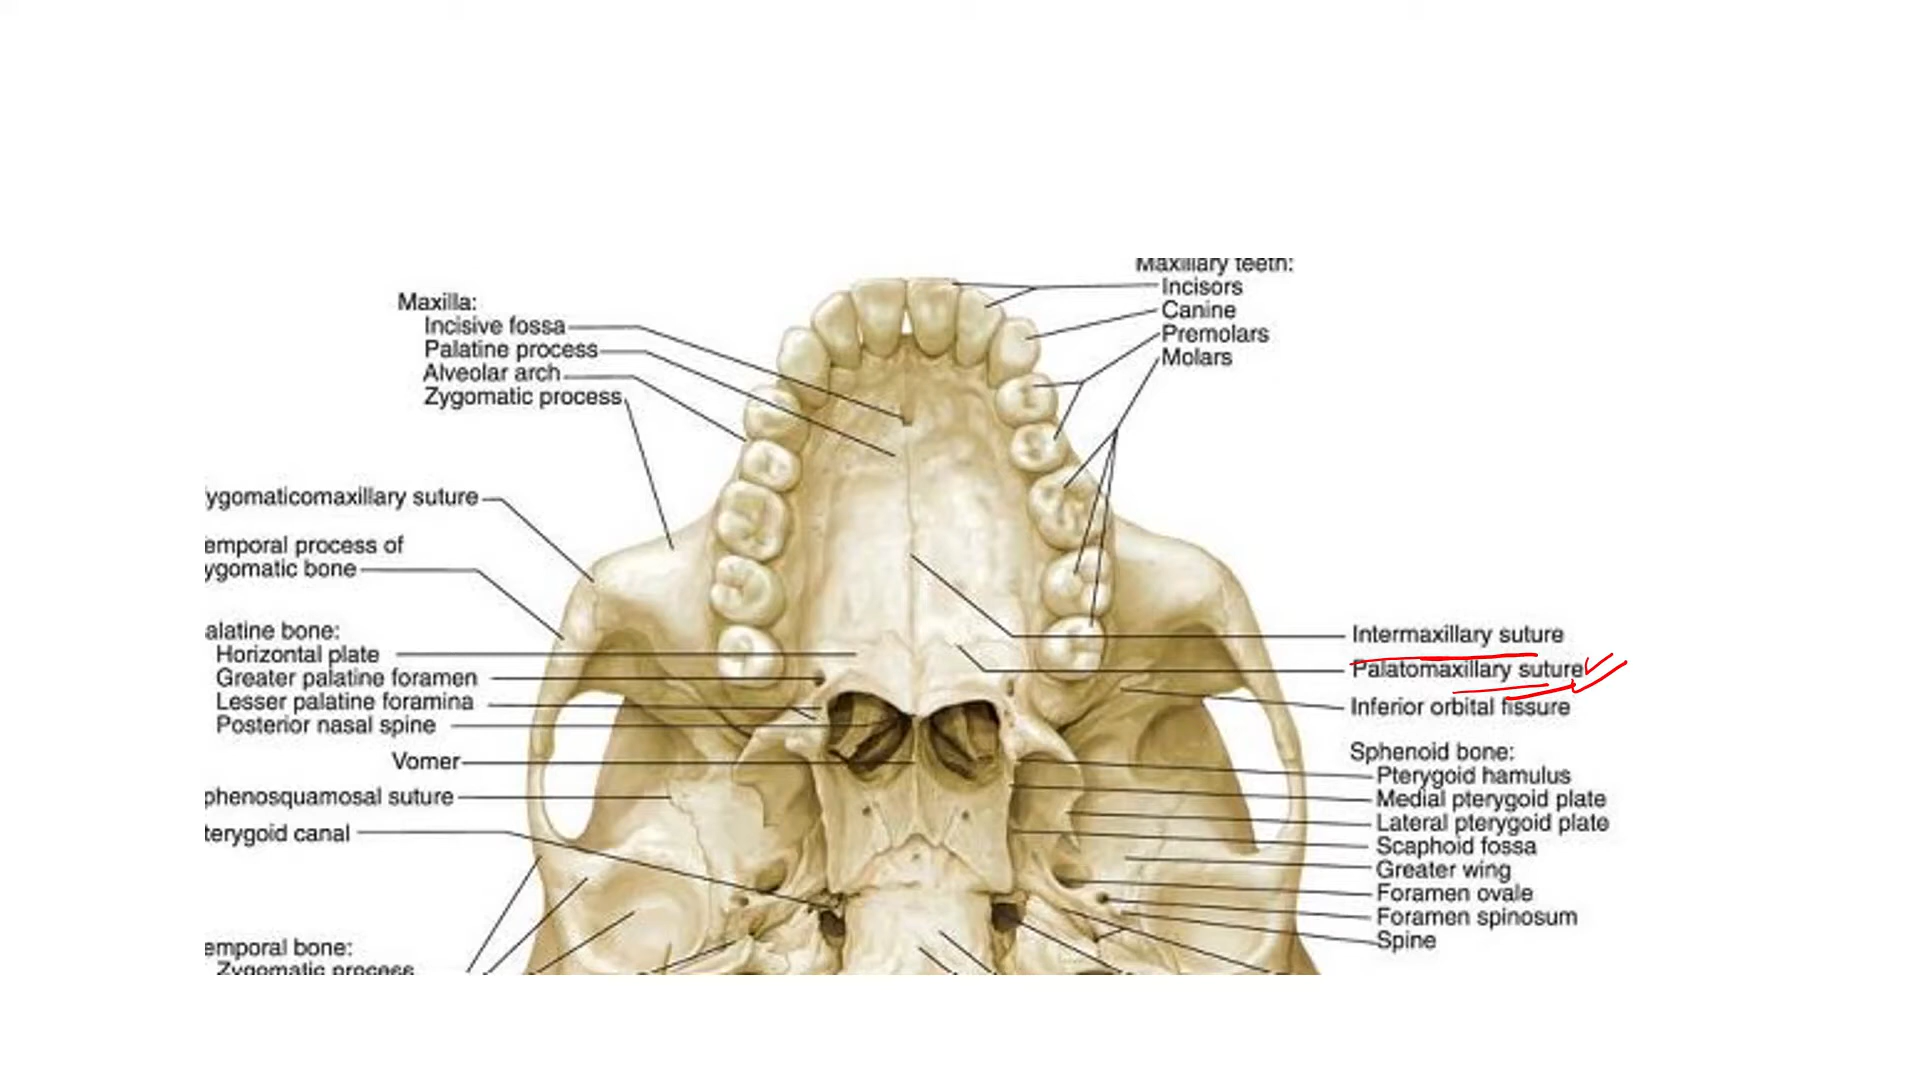 Maxillary teeth:
Incisors
Canine
Premolars
Molars
Maxilla:
Incisive fossa
Palatine process
Alveolar arch
Zygomatic process
ygomaticomaxillary suture
emporal process of
ygomatic bone
alatine bone:
Horizontal plate
Greater palatine foramen
Lesser palatine foramina
Posterior nasal spine
Vomer
phenosquamosal suture
terygoid canal
emporal bone:
Zygomatic process
Intermaxillary suture
Palatomaxillary suture
Inferior orbital fissure
Sphenoid bone:
Pterygoid hamulus
Medial pterygoid plate
Lateral pterygoid plate
Scaphoid fossa
Greater wing
Foramen ovale
Foramen spinosum
Spine